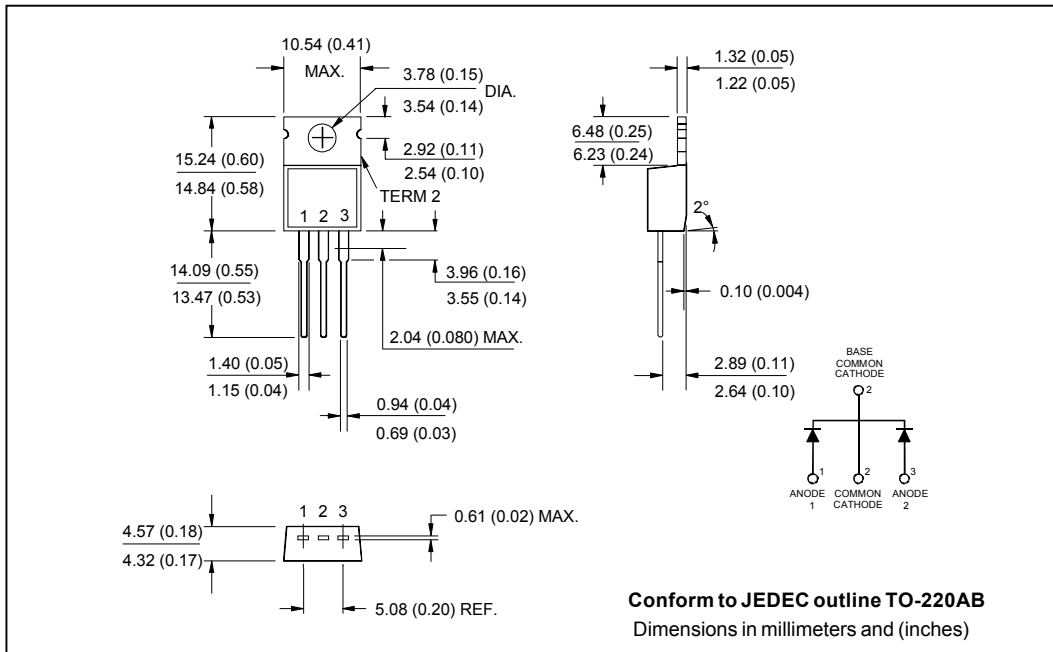 10.54 (0.41)
MAX.
3.78 (0.15)
3.54 (0.14)
DIA.
1.32 (0.05)
1.22 (0.05)
15.24 (0.60)
14.84 (0.58)
2.92 (0.11)
2.54 (0.10)
TERM 2
6.48 (0.25)
6.23 (0.24)
2°
1 2 3
14.09 (0.55)
13.47 (0.53)
3.96 (0.16)
3.55 (0.14)
0.10 (0.004)
2.04 (0.080) MAX.
1.40 (0.05)
1.15 (0.04)
2.89 (0.11)
2.64 (0.10)
0.94 (0.04)
0.69 (0.03)
BASE
COMMON
CATHODE
2
1 2 3
ANODE COMMON ANODE
1 CATHODE 2
1 2 3
4.57 (0.18)
4.32 (0.17)
0.61 (0.02) MAX.
5.08 (0.20) REF.
Conform to JEDEC outline TO-220AB
Dimensions in millimeters and (inches)